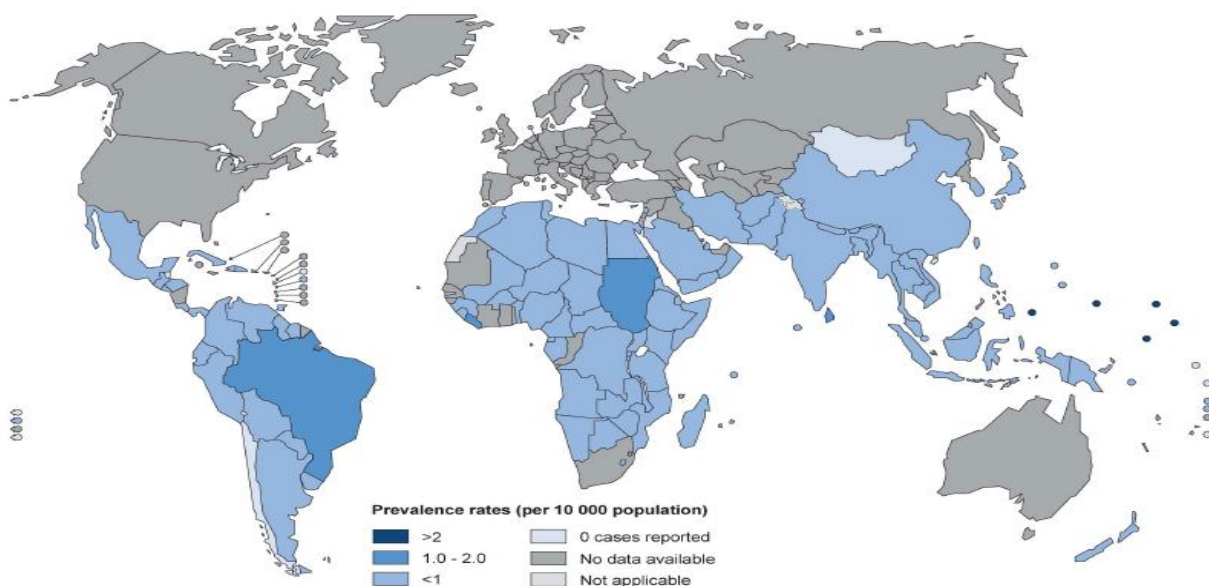 Prevalence rates (per 10 000 population)
>2
0 cases reported
1.0 - 2.0
No data available
<1
Not applicable